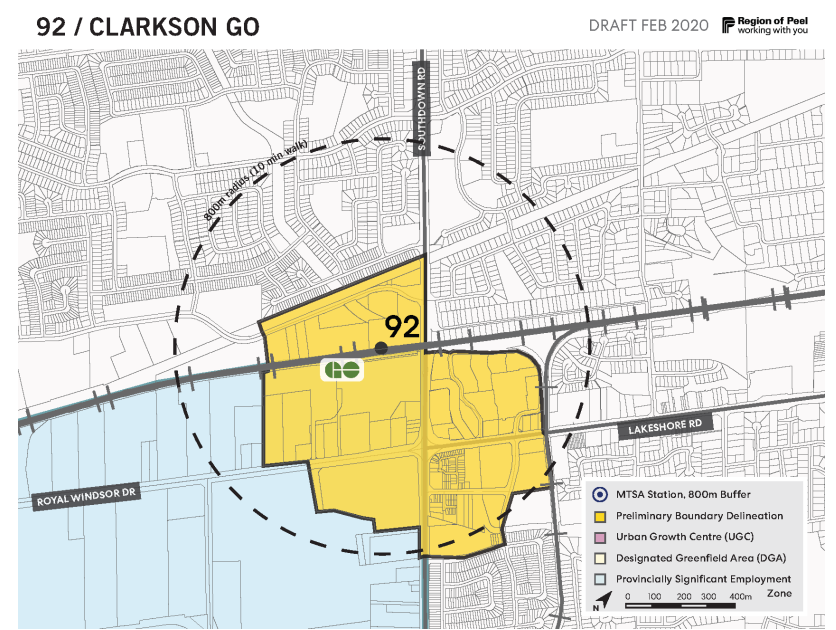 92 / CLARKSON GO
DRAFT FEB 2020
Region of Peel
working with you
SOUTHDOWN RD
800m radius (10 min walk)
92
GO
LAKESHORE RD
ROYAL WINDSOR DR
MTSA Station, 800m Buffer
Preliminary Boundary Delineation
Urban Growth Centre (UGC)
Designated Greenfield Area (DGA)
Provincially Significant Employment
Zone
N
0 100 200 300 400m